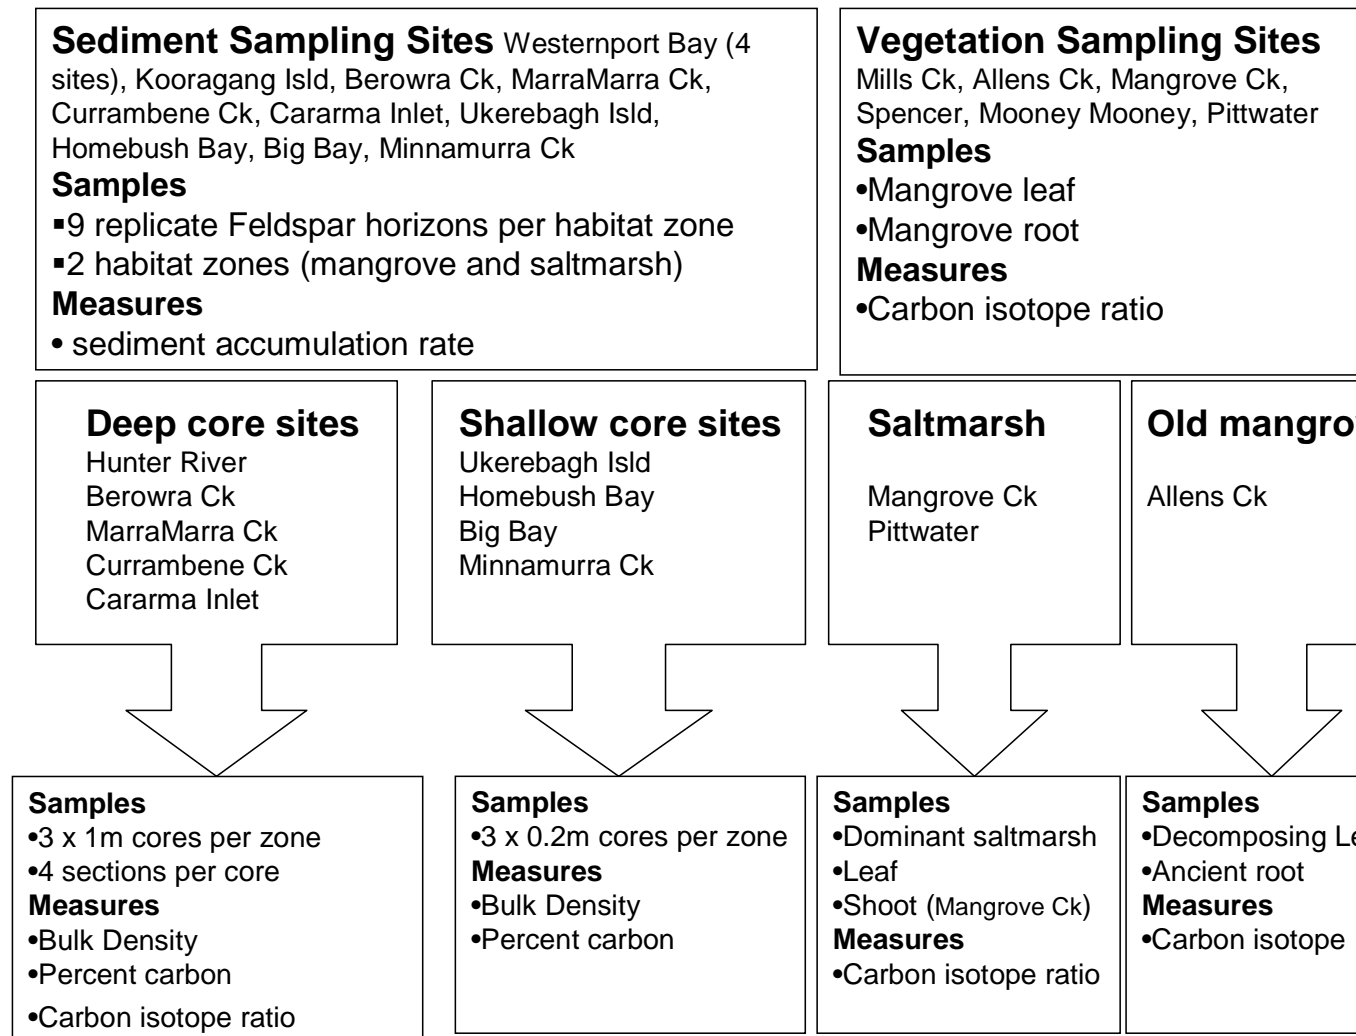 Sediment Sampling Sites Westernport Bay (4
sites), Kooragang Isld, Berowra Ck, MarraMarra Ck,
Currambene Ck, Cararma Inlet, Ukerebagh Isld,
Homebush Bay, Big Bay, Minnamurra Ck
Samples
▪9 replicate Feldspar horizons per habitat zone
▪2 habitat zones (mangrove and saltmarsh)
Measures
• sediment accumulation rate
Vegetation Sampling Sites
Mills Ck, Allens Ck, Mangrove Ck,
Spencer, Mooney Mooney, Pittwater
Samples
•Mangrove leaf
•Mangrove root
Measures
•Carbon isotope ratio
Deep core sites
Hunter River
Berowra Ck
MarraMarra Ck
Currambene Ck
Cararma Inlet
Shallow core sites
Ukerebagh Isld
Homebush Bay
Big Bay
Minnamurra Ck
Saltmarsh
Mangrove Ck
Pittwater
Old mangro
Allens Ck
Samples
•3 x 1m cores per zone
•4 sections per core
Measures
•Bulk Density
•Percent carbon
•Carbon isotope ratio
Samples
•3 x 0.2m cores per zone
Measures
•Bulk Density
•Percent carbon
Samples
•Dominant saltmarsh
•Leaf
•Shoot (Mangrove Ck)
Measures
•Carbon isotope ratio
Samples
•Decomposing Le
•Ancient root
Measures
•Carbon isotope